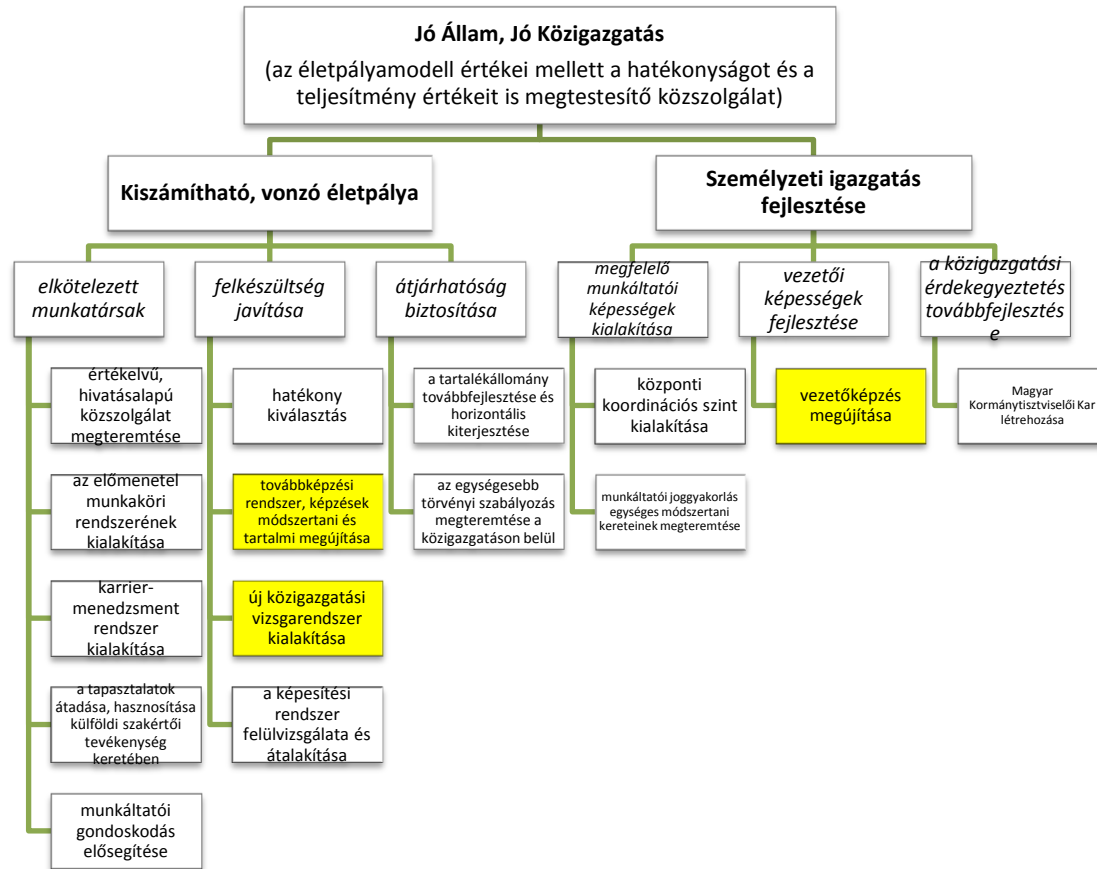 Jó Állam, Jó Közigazgatás
(az életpályamodell értékei mellett a hatékonyságot és a
teljesítmény értékeit is megtestesítő közszolgálat)
Kiszámítható, vonzó életpálya
elkötelezett
munkatársak
értékelvű,
hivatásalapú
közszolgálat
megteremtése
az előmenetel
munkaköri
rendszerének
kialakítása
karrier-
menedzsment
rendszer
kialakítása
a tapasztalatok
átadása, hasznosítása
külföldi szakértői
tevékenység
keretében
munkáltatói
gondoskodás
elősegítése
felkészültség
javítása
hatékony
kiválasztás
továbbképzési
rendszer, képzések
módszertani és
tartalmi megújítása
új közigazgatási
vizsgarendszer
kialakítása
a képesítési
rendszer
felülvizsgálata és
átalakítása
átjárhatóság
biztosítása
a tartalékállomány
továbbfejlesztése és
horizontális
kiterjesztése
az egységesebb
törvényi szabályozás
megteremtése a
közigazgatáson belül
Személyzeti igazgatás
fejlesztése
megfelelő
munkáltatói
képességek
kialakítása
központi
koordinációs szint
kialakítása
munkáltatói joggyakorlás
egységes módszertani
kereteinek megteremtése
vezetői
képességek
fejlesztése
vezetőképzés
megújítása
a közigazgatási
érdekegyeztetés
továbbfejlesztés
e
Magyar
Kormánytisztviselői Kar
létrehozása